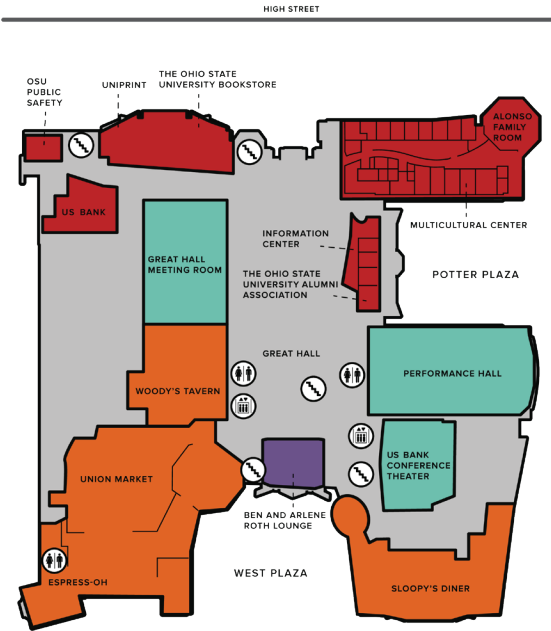 HIGH STREET
OSU
PUBLIC
SAFETY
UNIPRINT
THE OHIO STATE
UNIVERSITY BOOKSTORE
ALONSO
FAMILY
ROOM
US BANK
MULTICULTURAL CENTER
INFORMATION
CENTER
GREAT HALL
MEETING ROOM
THE OHIO STATE
UNIVERSITY ALUMNI
ASSOCIATION
POTTER PLAZA
GREAT HALL
PERFORMANCE HALL
WOODY'S TAVERN
US BANK
CONFERENCE
THEATER
UNION MARKET
BEN AND ARLENE
ROTH LOUNGE
WEST PLAZA
ESPRESS-OH
SLOOPY'S DINER